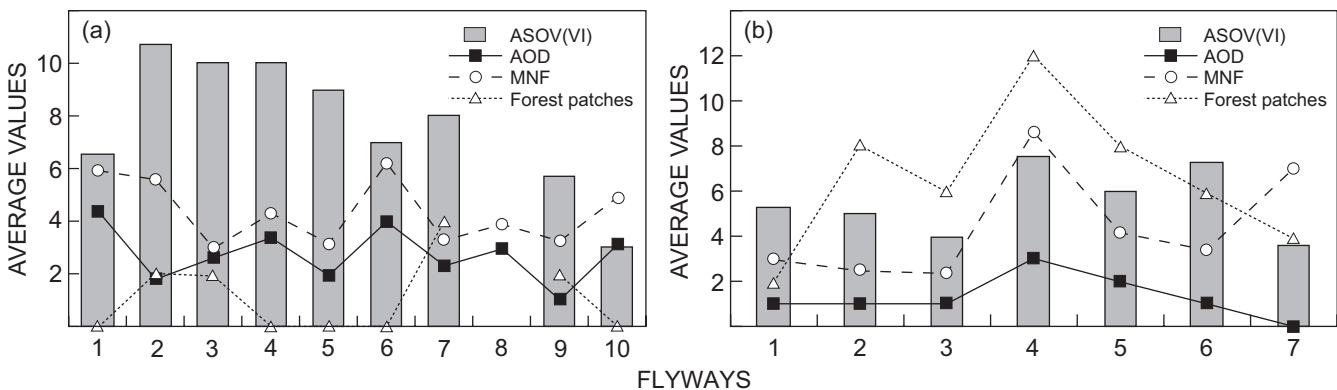 (a)
ASOV(VI)
AOD
MNF
Forest patches
AVERAGE VALUES
10
8
6
4
2
1 2 3 4 5 6 7 8 9 10
(b)
ASOV(VI)
AOD
MNF
Forest patches
AVERAGE VALUES
12
10
8
6
4
2
1 2 3 4 5 6 7
FLYWAYS